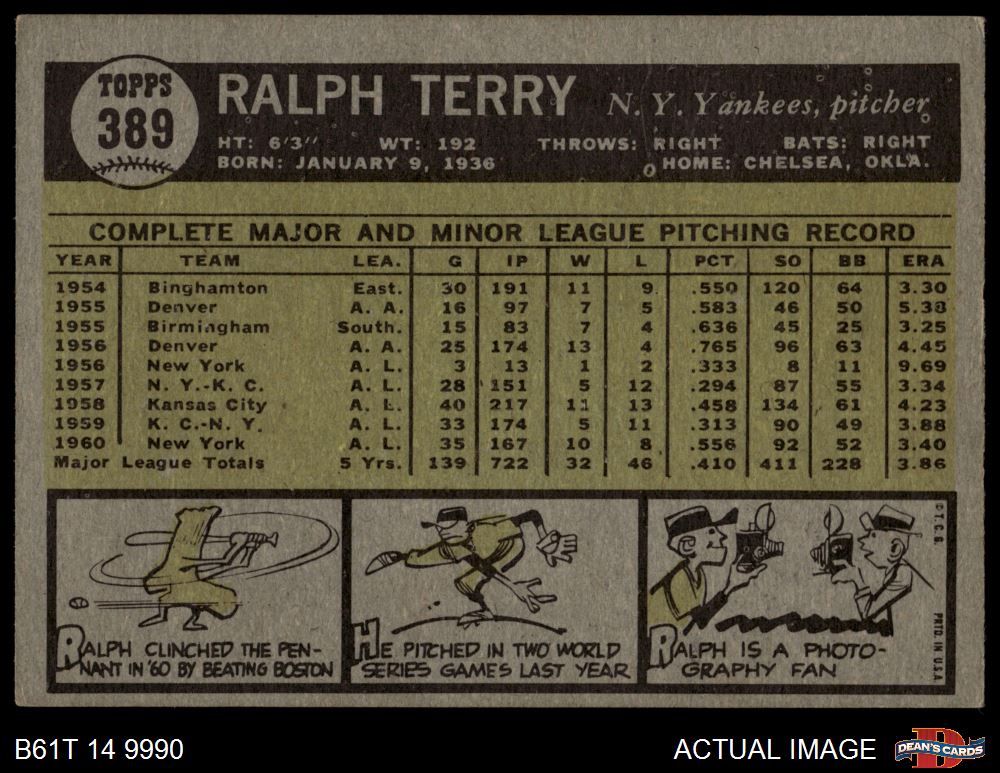 TOPPS
389
RALPH TERRY N. Y. Yankees, pitcher
HT: 6'3" WT: 192 THROWS: RIGHT BATS: RIGHT
BORN: JANUARY 9, 1936 HOME: CHELSEA, OKLA.
COMPLETE MAJOR AND MINOR LEAGUE PITCHING RECORD
YEAR TEAM LEA. G IP W L PCT SO BB ERA
1954 Binghamton East. 30 191 11 9 .550 120 64 3.30
1955 Denver A. A. 16 97 7 5 .583 46 50 5.38
1955 Birmingham South. 15 83 7 4 .636 45 25 3.25
1956 Denver A. A. 25 174 13 4 .765 96 63 4.45
1956 New York A. L. 3 13 1 2 .333 8 11 9.69
1957 N. Y.-K. C. A. L. 28 151 5 12 .294 87 55 3.34
1958 Kansas City A. L. 40 217 11 13 .458 134 61 4.23
1959 K. C.-N. Y. A. L. 33 174 5 11 .313 90 49 3.88
1960 New York A. L. 35 167 10 8 .556 92 52 3.40
Major League Totals 5 Yrs. 139 722 32 46 .410 411 228 3.86
RALPH CLINCHED THE PEN-
NANT IN '60 BY BEATING BOSTON
HE PITCHED IN TWO WORLD
SERIES GAMES LAST YEAR
RALPH IS A PHOTO-
GRAPHY FAN
© T. C. G.
PRTD. IN U.S.A.
B61T 14 9990
ACTUAL IMAGE
D
DEAN'S CARDS